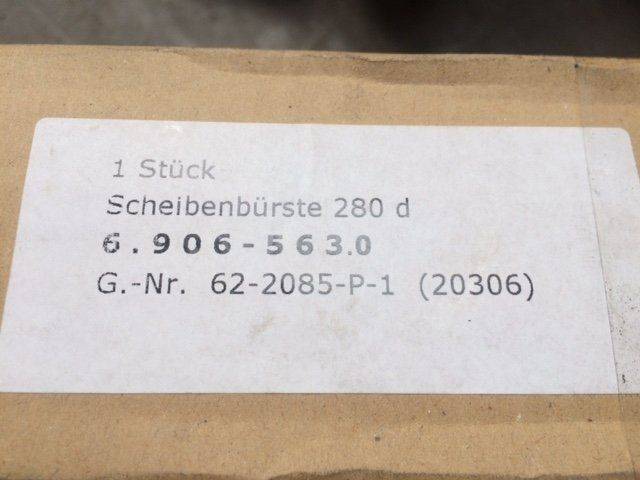 1 Stück
Scheibenbürste 280 d
6.906-563.0
G.-Nr. 62-2085-P-1 (20306)